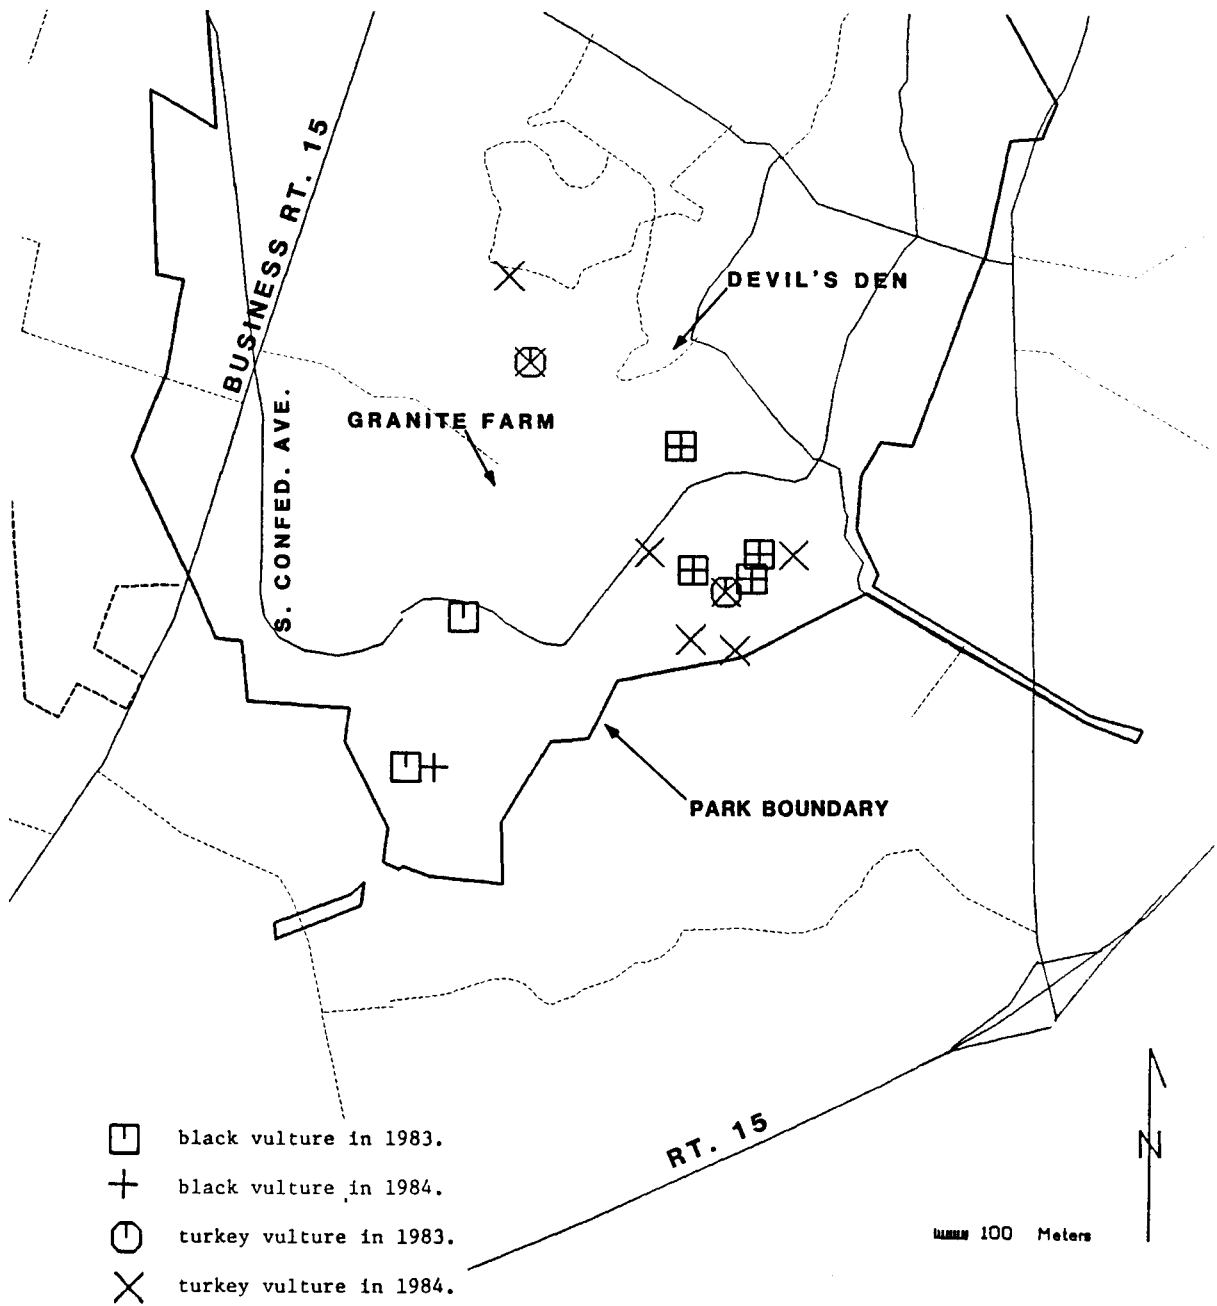 BUSINESS RT. 15
DEVIL'S DEN
GRANITE FARM
S. CONFED. AVE.
PARK BOUNDARY
RT. 15
N
black vulture in 1983.
black vulture in 1984.
turkey vulture in 1983.
turkey vulture in 1984.
100 Meters